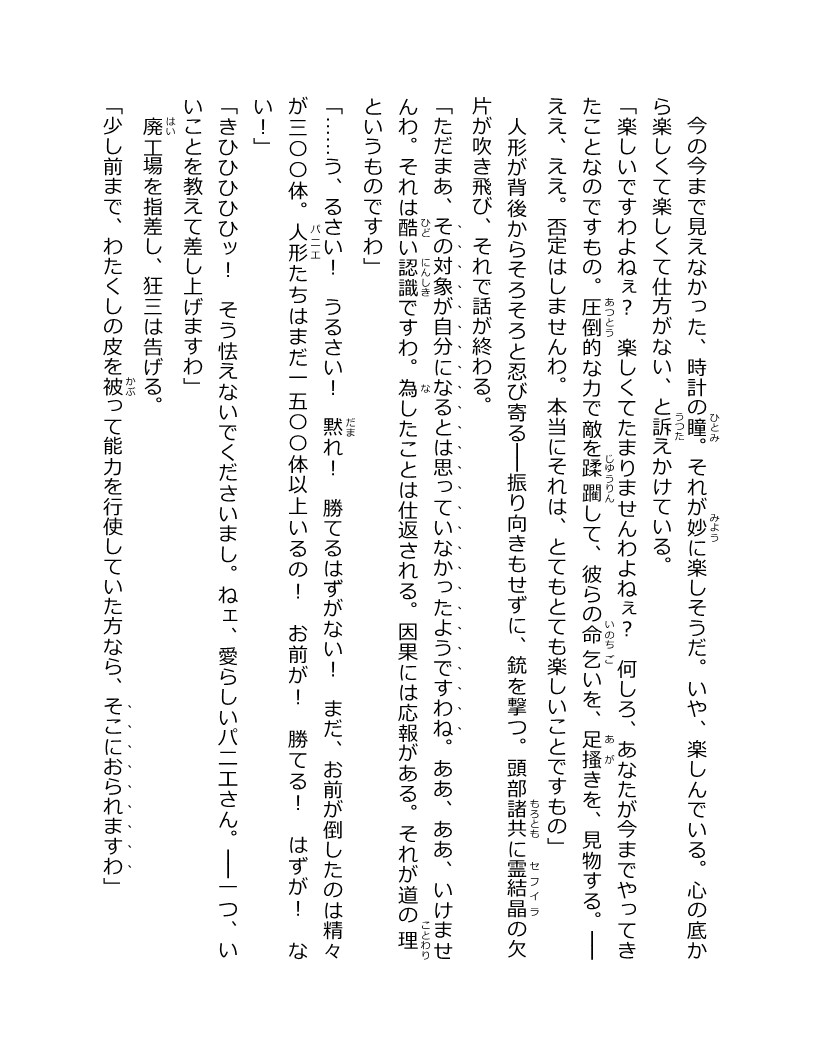 今の今まで見えなかった、時計の瞳。それが妙に楽しそうだ。いや、楽しんでいる。心の底か
ら楽しくて楽しくて仕方がない、と訴えかけている。
「楽しいですわよねぇ？　楽しくてたまりませんわよねぇ？　何しろ、あなたが今までやってき
たことなのですもの。圧倒的な力で敵を蹂躙して、彼らの命乞いを、足掻きを、見物する。――
ええ、ええ。否定はしませんわ。本当にそれは、とてもとても楽しいことですもの」
　人形が背後からそろそろと忍び寄る――振り向きもせずに、銃を撃つ。頭部諸共に霊結晶の欠
片が吹き飛び、それで話が終わる。
「ただまあ、その対象が自分になるとは思っていなかったようですわね。ああ、ああ、いけませ
んわ。それは酷い認識ですわ。為したことは仕返される。因果には応報がある。それが道の理
というものですわ」
「……う、るさい！　うるさい！　黙れ！　勝てるはずがない！　まだ、お前が倒したのは精々
が三〇〇体。人形たちはまだ一五〇〇体以上いるの！　お前が！　勝てる！　はずが！　な
い！」
「きひひひひひッ！　そう怯えないでくださいまし。ねェ、愛らしいパニエさん。――一つ、い
いことを教えて差し上げますわ」
　廃工場を指差し、狂三は告げる。
「少し前まで、わたくしの皮を被って能力を行使していた方なら、そこにおられますわ」